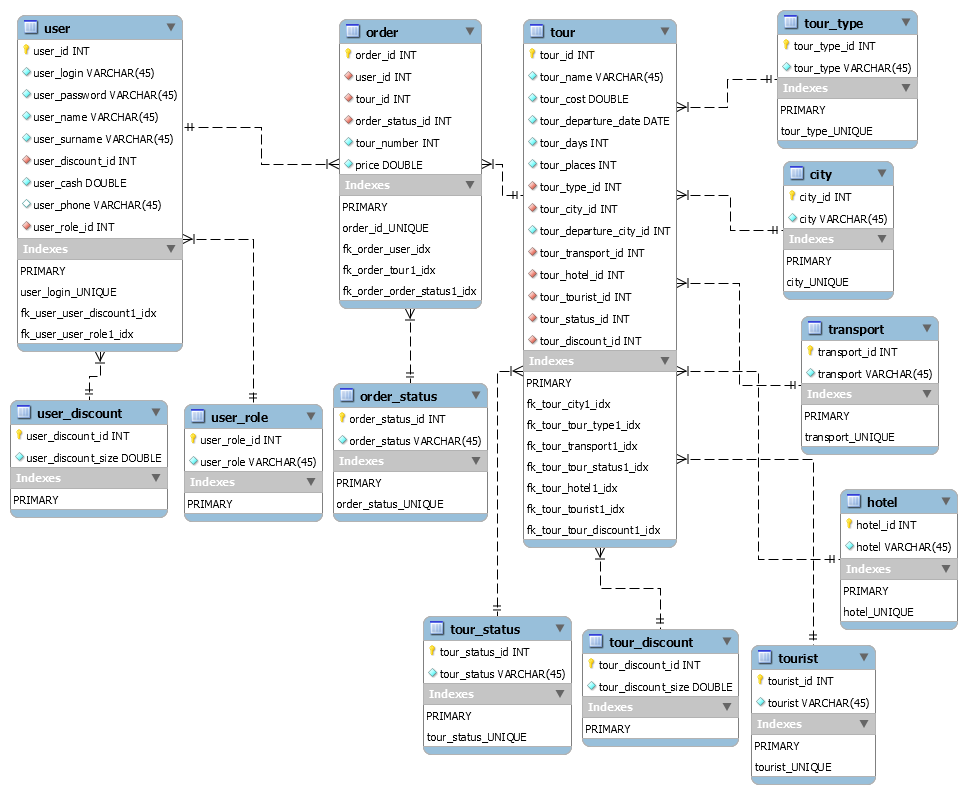 user
user_id INT
user_login VARCHAR(45)
user_password VARCHAR(45)
user_name VARCHAR(45)
user_surname VARCHAR(45)
user_discount_id INT
user_cash DOUBLE
user_phone VARCHAR(45)
user_role_id INT
Indexes
PRIMARY
user_login_UNIQUE
fk_user_user_discount1_idx
fk_user_user_role1_idx
order
order_id INT
user_id INT
tour_id INT
order_status_id INT
tour_number INT
price DOUBLE
Indexes
PRIMARY
order_id_UNIQUE
fk_order_user_idx
fk_order_tour1_idx
fk_order_order_status1_idx
tour
tour_id INT
tour_name VARCHAR(45)
tour_cost DOUBLE
tour_departure_date DATE
tour_days INT
tour_places INT
tour_type_id INT
tour_city_id INT
tour_departure_city_id INT
tour_transport_id INT
tour_hotel_id INT
tour_tourist_id INT
tour_status_id INT
tour_discount_id INT
Indexes
PRIMARY
fk_tour_city1_idx
fk_tour_tour_type1_idx
fk_tour_transport1_idx
fk_tour_tour_status1_idx
fk_tour_hotel1_idx
fk_tour_tourist1_idx
fk_tour_tour_discount1_idx
tour_type
tour_type_id INT
tour_type VARCHAR(45)
Indexes
PRIMARY
tour_type_UNIQUE
city
city_id INT
city VARCHAR(45)
Indexes
PRIMARY
city_UNIQUE
transport
transport_id INT
transport VARCHAR(45)
Indexes
PRIMARY
transport_UNIQUE
user_discount
user_discount_id INT
user_discount_size DOUBLE
Indexes
PRIMARY
user_role
user_role_id INT
user_role VARCHAR(45)
Indexes
PRIMARY
order_status
order_status_id INT
order_status VARCHAR(45)
Indexes
PRIMARY
order_status_UNIQUE
hotel
hotel_id INT
hotel VARCHAR(45)
Indexes
PRIMARY
hotel_UNIQUE
tour_status
tour_status_id INT
tour_status VARCHAR(45)
Indexes
PRIMARY
tour_status_UNIQUE
tour_discount
tour_discount_id INT
tour_discount_size DOUBLE
Indexes
PRIMARY
tourist
tourist_id INT
tourist VARCHAR(45)
Indexes
PRIMARY
tourist_UNIQUE